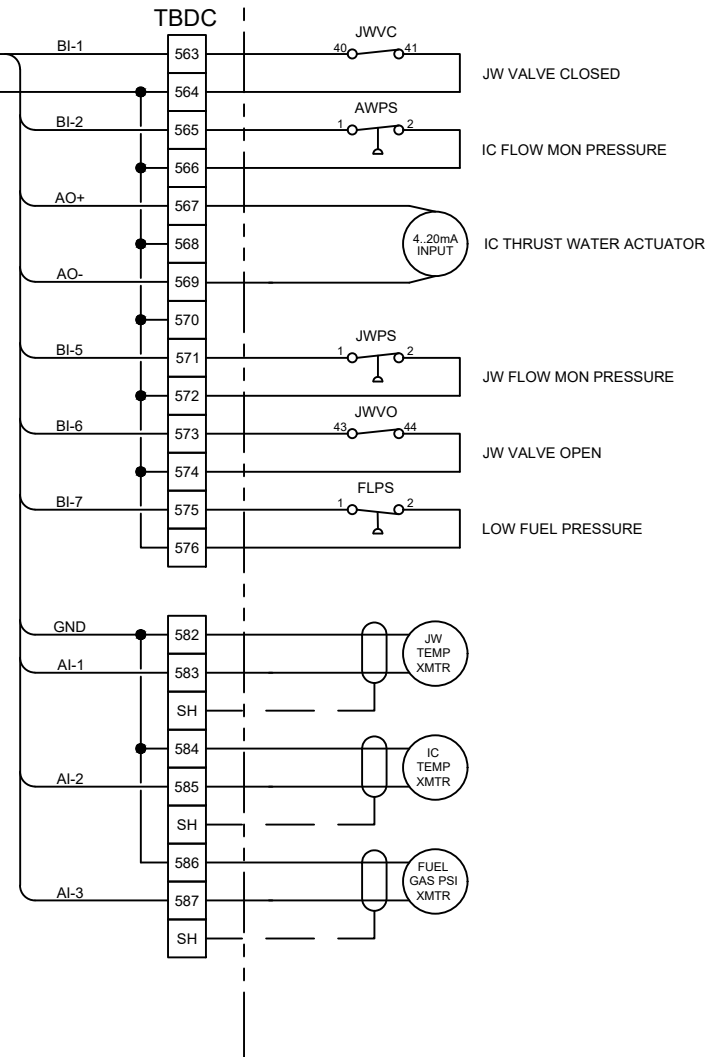 TBDC
BI-1
563
JWVC
40
41
JW VALVE CLOSED
564
BI-2
565
AWPS
1
2
IC FLOW MON PRESSURE
566
AO+
567
568
4..20mA
INPUT
IC THRUST WATER ACTUATOR
AO-
569
570
BI-5
571
JWPS
1
2
JW FLOW MON PRESSURE
572
BI-6
573
JWVO
43
44
JW VALVE OPEN
574
BI-7
575
FLPS
1
2
LOW FUEL PRESSURE
576
GND
582
JW
TEMP
XMTR
AI-1
583
SH
584
IC
TEMP
XMTR
AI-2
585
SH
586
FUEL
GAS PSI
XMTR
AI-3
587
SH